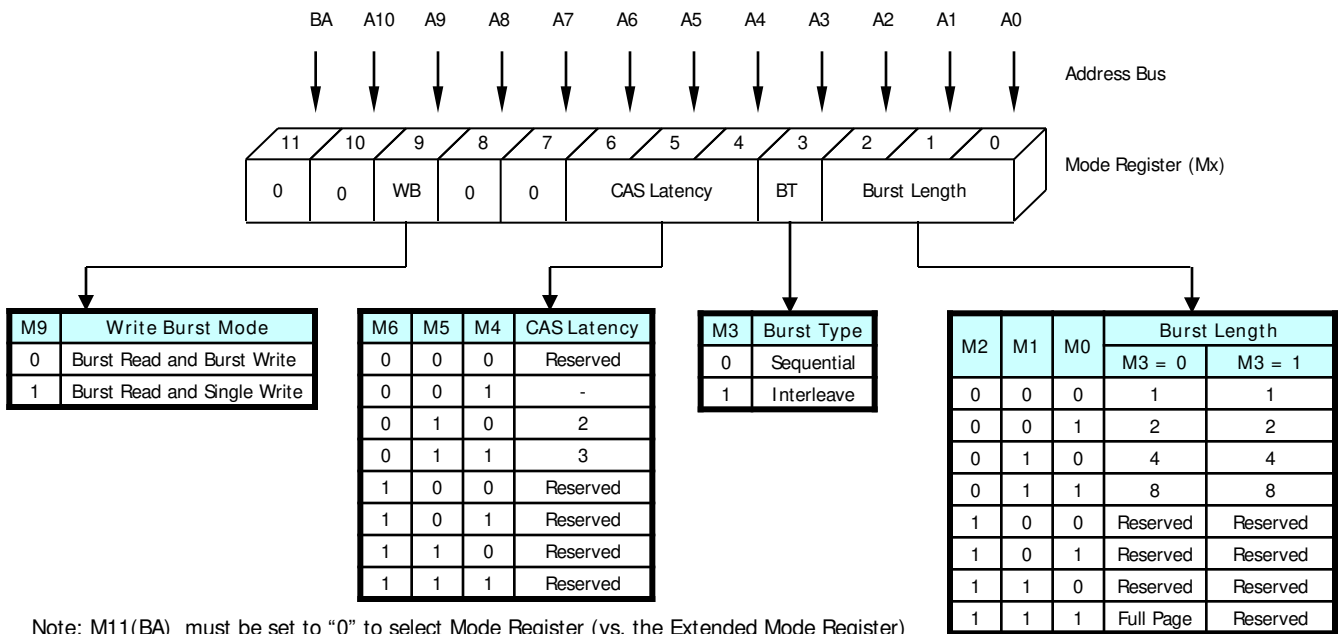 BA A10 A9 A8 A7 A6 A5 A4 A3 A2 A1 A0
Address Bus
11 10 9 8 7 6 5 4 3 2 1 0
Mode Register (Mx)
0 0 WB 0 0 CAS Latency BT Burst Length
M9 Write Burst Mode
0 Burst Read and Burst Write
1 Burst Read and Single Write
M6 M5 M4 CAS Latency
0 0 0 Reserved
0 0 1 -
0 1 0 2
0 1 1 3
1 0 0 Reserved
1 0 1 Reserved
1 1 0 Reserved
1 1 1 Reserved
M3 Burst Type
0 Sequential
1 Interleave
M2 M1 M0 Burst Length
M3 = 0 M3 = 1
0 0 0 1 1
0 0 1 2 2
0 1 0 4 4
0 1 1 8 8
1 0 0 Reserved Reserved
1 0 1 Reserved Reserved
1 1 0 Reserved Reserved
1 1 1 Full Page Reserved
Note: M11(BA) must be set to “0” to select Mode Register (vs. the Extended Mode Register)